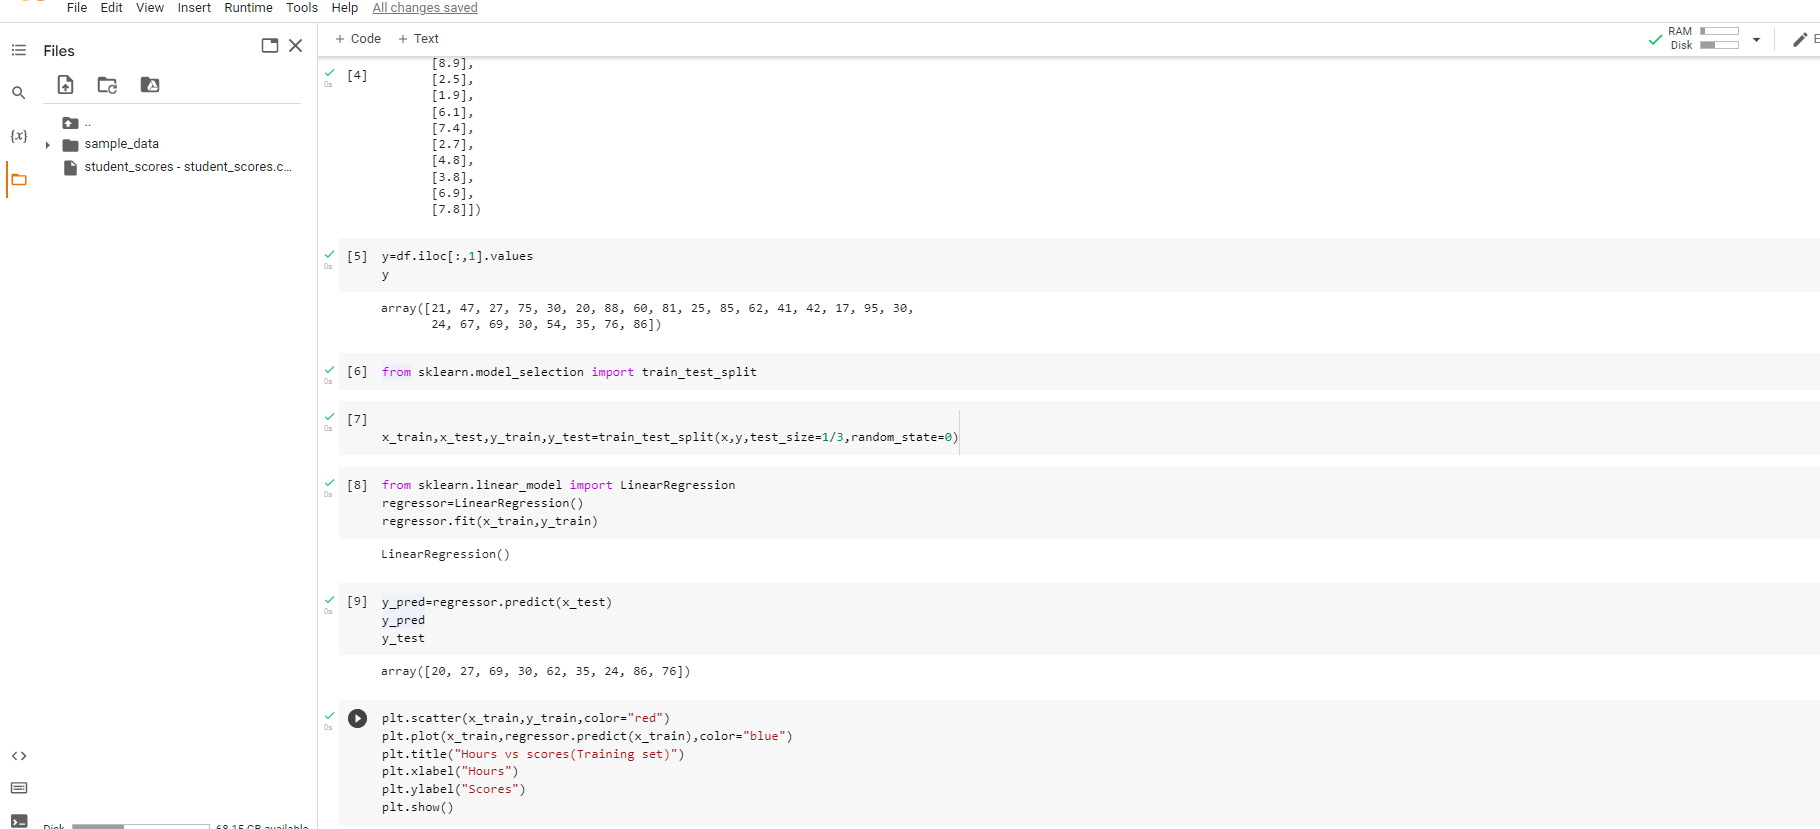 File Edit View Insert Runtime Tools Help All changes saved
Files
+ Code + Text
RAM
Disk
..
sample_data
student_scores - student_scores.c...
{x}
[4]
0s
[8.9],
[2.5],
[1.9],
[6.1],
[7.4],
[2.7],
[4.8],
[3.8],
[6.9],
[7.8]])
[5] y=df.iloc[:,1].values
0s
y
array([21, 47, 27, 75, 30, 20, 88, 60, 81, 25, 85, 62, 41, 42, 17, 95, 30,
24, 67, 69, 30, 54, 35, 76, 86])
[6] from sklearn.model_selection import train_test_split
0s
[7]
0s
x_train,x_test,y_train,y_test=train_test_split(x,y,test_size=1/3,random_state=0)
[8] from sklearn.linear_model import LinearRegression
0s
regressor=LinearRegression()
regressor.fit(x_train,y_train)
LinearRegression()
[9] y_pred=regressor.predict(x_test)
0s
y_pred
y_test
array([20, 27, 69, 30, 62, 35, 24, 86, 76])
plt.scatter(x_train,y_train,color="red")
0s
plt.plot(x_train,regressor.predict(x_train),color="blue")
plt.title("Hours vs scores(Training set)")
plt.xlabel("Hours")
plt.ylabel("Scores")
plt.show()
Disk 68.15 GB available